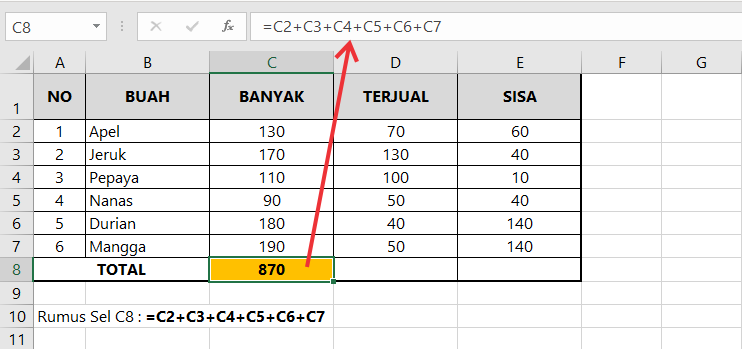 C8 fx =C2+C3+C4+C5+C6+C7
A B C D E F G
1 NO BUAH BANYAK TERJUAL SISA
2 1 Apel 130 70 60
3 2 Jeruk 170 130 40
4 3 Pepaya 110 100 10
5 4 Nanas 90 50 40
6 5 Durian 180 40 140
7 6 Mangga 190 50 140
8 TOTAL 870
9
10 Rumus Sel C8 : =C2+C3+C4+C5+C6+C7
11